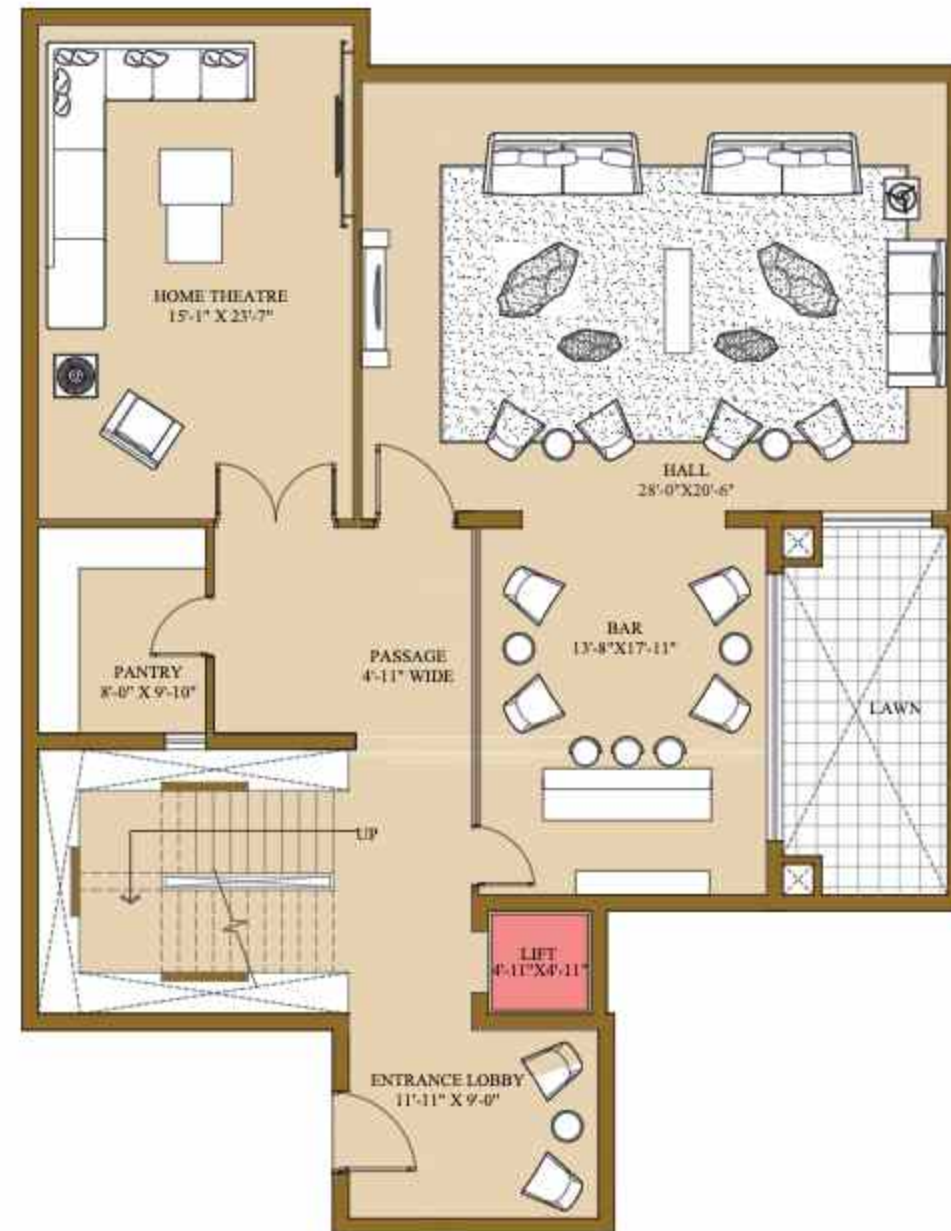 HOME THEATRE
15'-1" X 23'-7"
HALL
28'-0"X20'-6"
BAR
13'-8"X17'-11"
PASSAGE
4'-11" WIDE
PANTRY
8'-0" X 9'-10"
LAWN
UP
LIFT
4'-11"X4'-11"
ENTRANCE LOBBY
11'-11" X 9'-0"